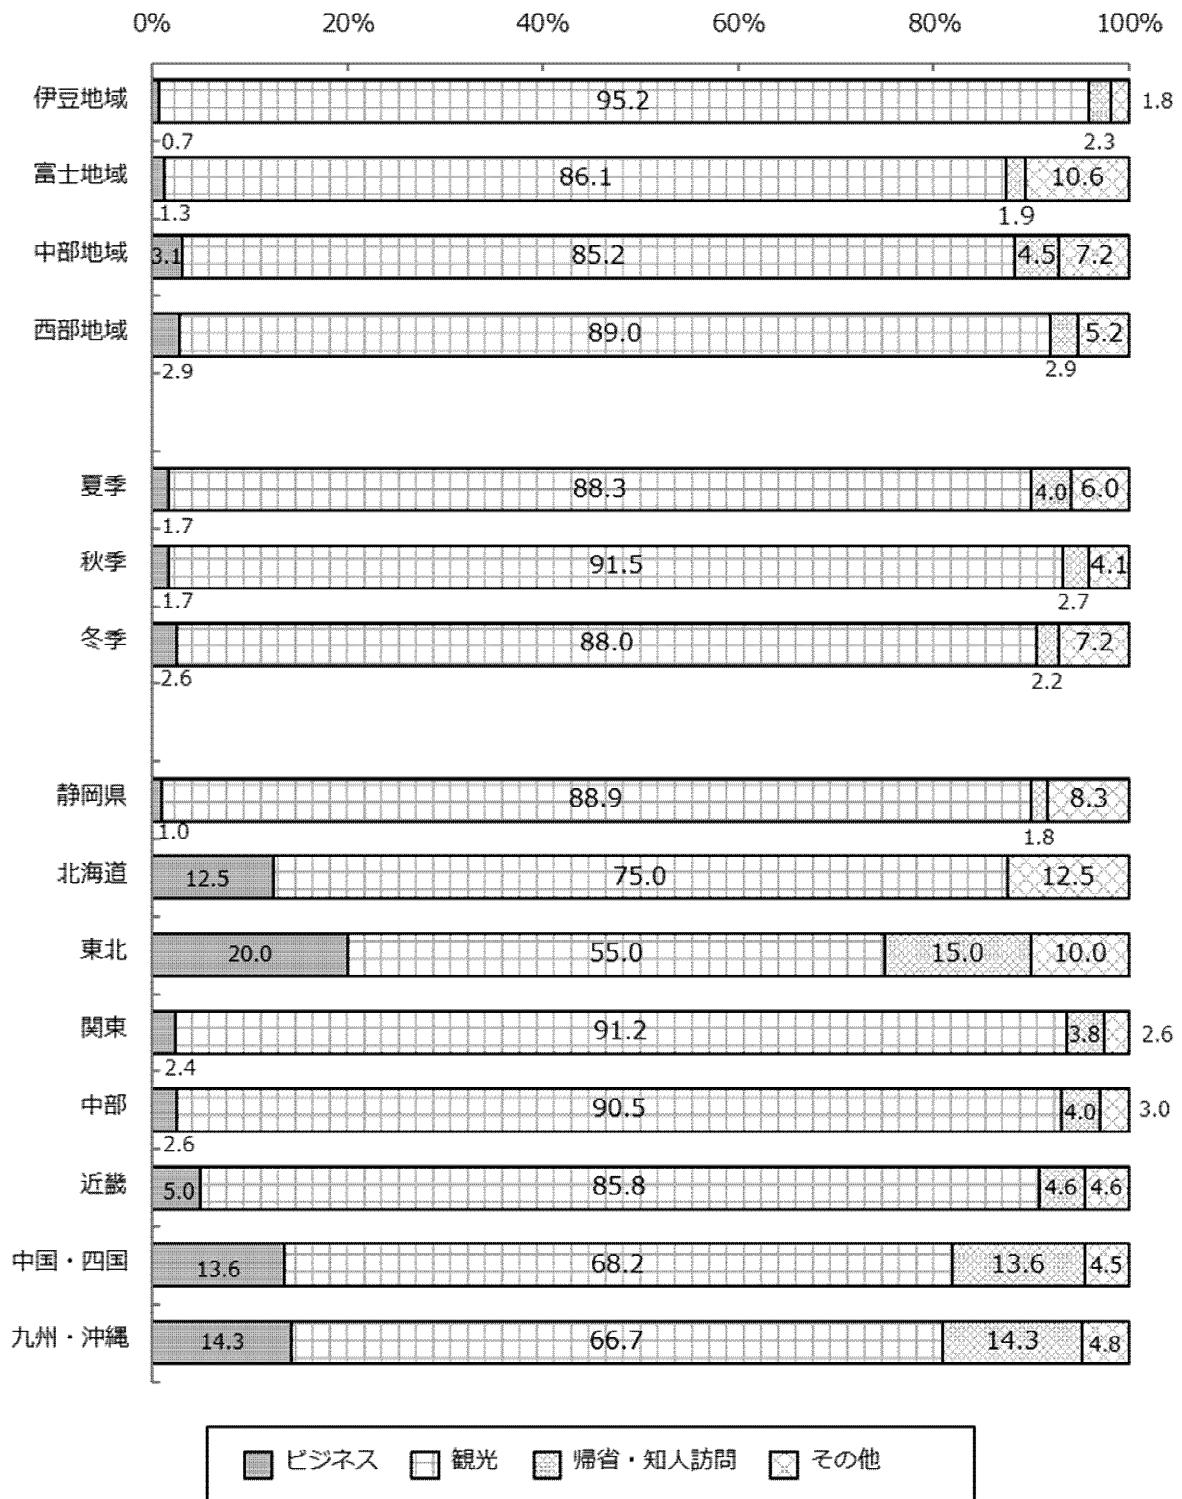 0% 20% 40% 60% 80% 100%
伊豆地域 95.2 1.8
0.7 2.3
富士地域 86.1 10.6
1.3 1.9
中部地域 3.1 85.2 4.5 7.2
西部地域 89.0 5.2
2.9 2.9
夏季 88.3 4.0 6.0
1.7
秋季 91.5 4.1
1.7 2.7
冬季 88.0 7.2
2.6 2.2
静岡県 88.9 8.3
1.0 1.8
北海道 12.5 75.0 12.5
東北 20.0 55.0 15.0 10.0
関東 91.2 3.8 2.6
2.4
中部 90.5 4.0 3.0
2.6
近畿 5.0 85.8 4.6 4.6
中国・四国 13.6 68.2 13.6 4.5
九州・沖縄 14.3 66.7 14.3 4.8
ビジネス 観光 帰省・知人訪問 その他